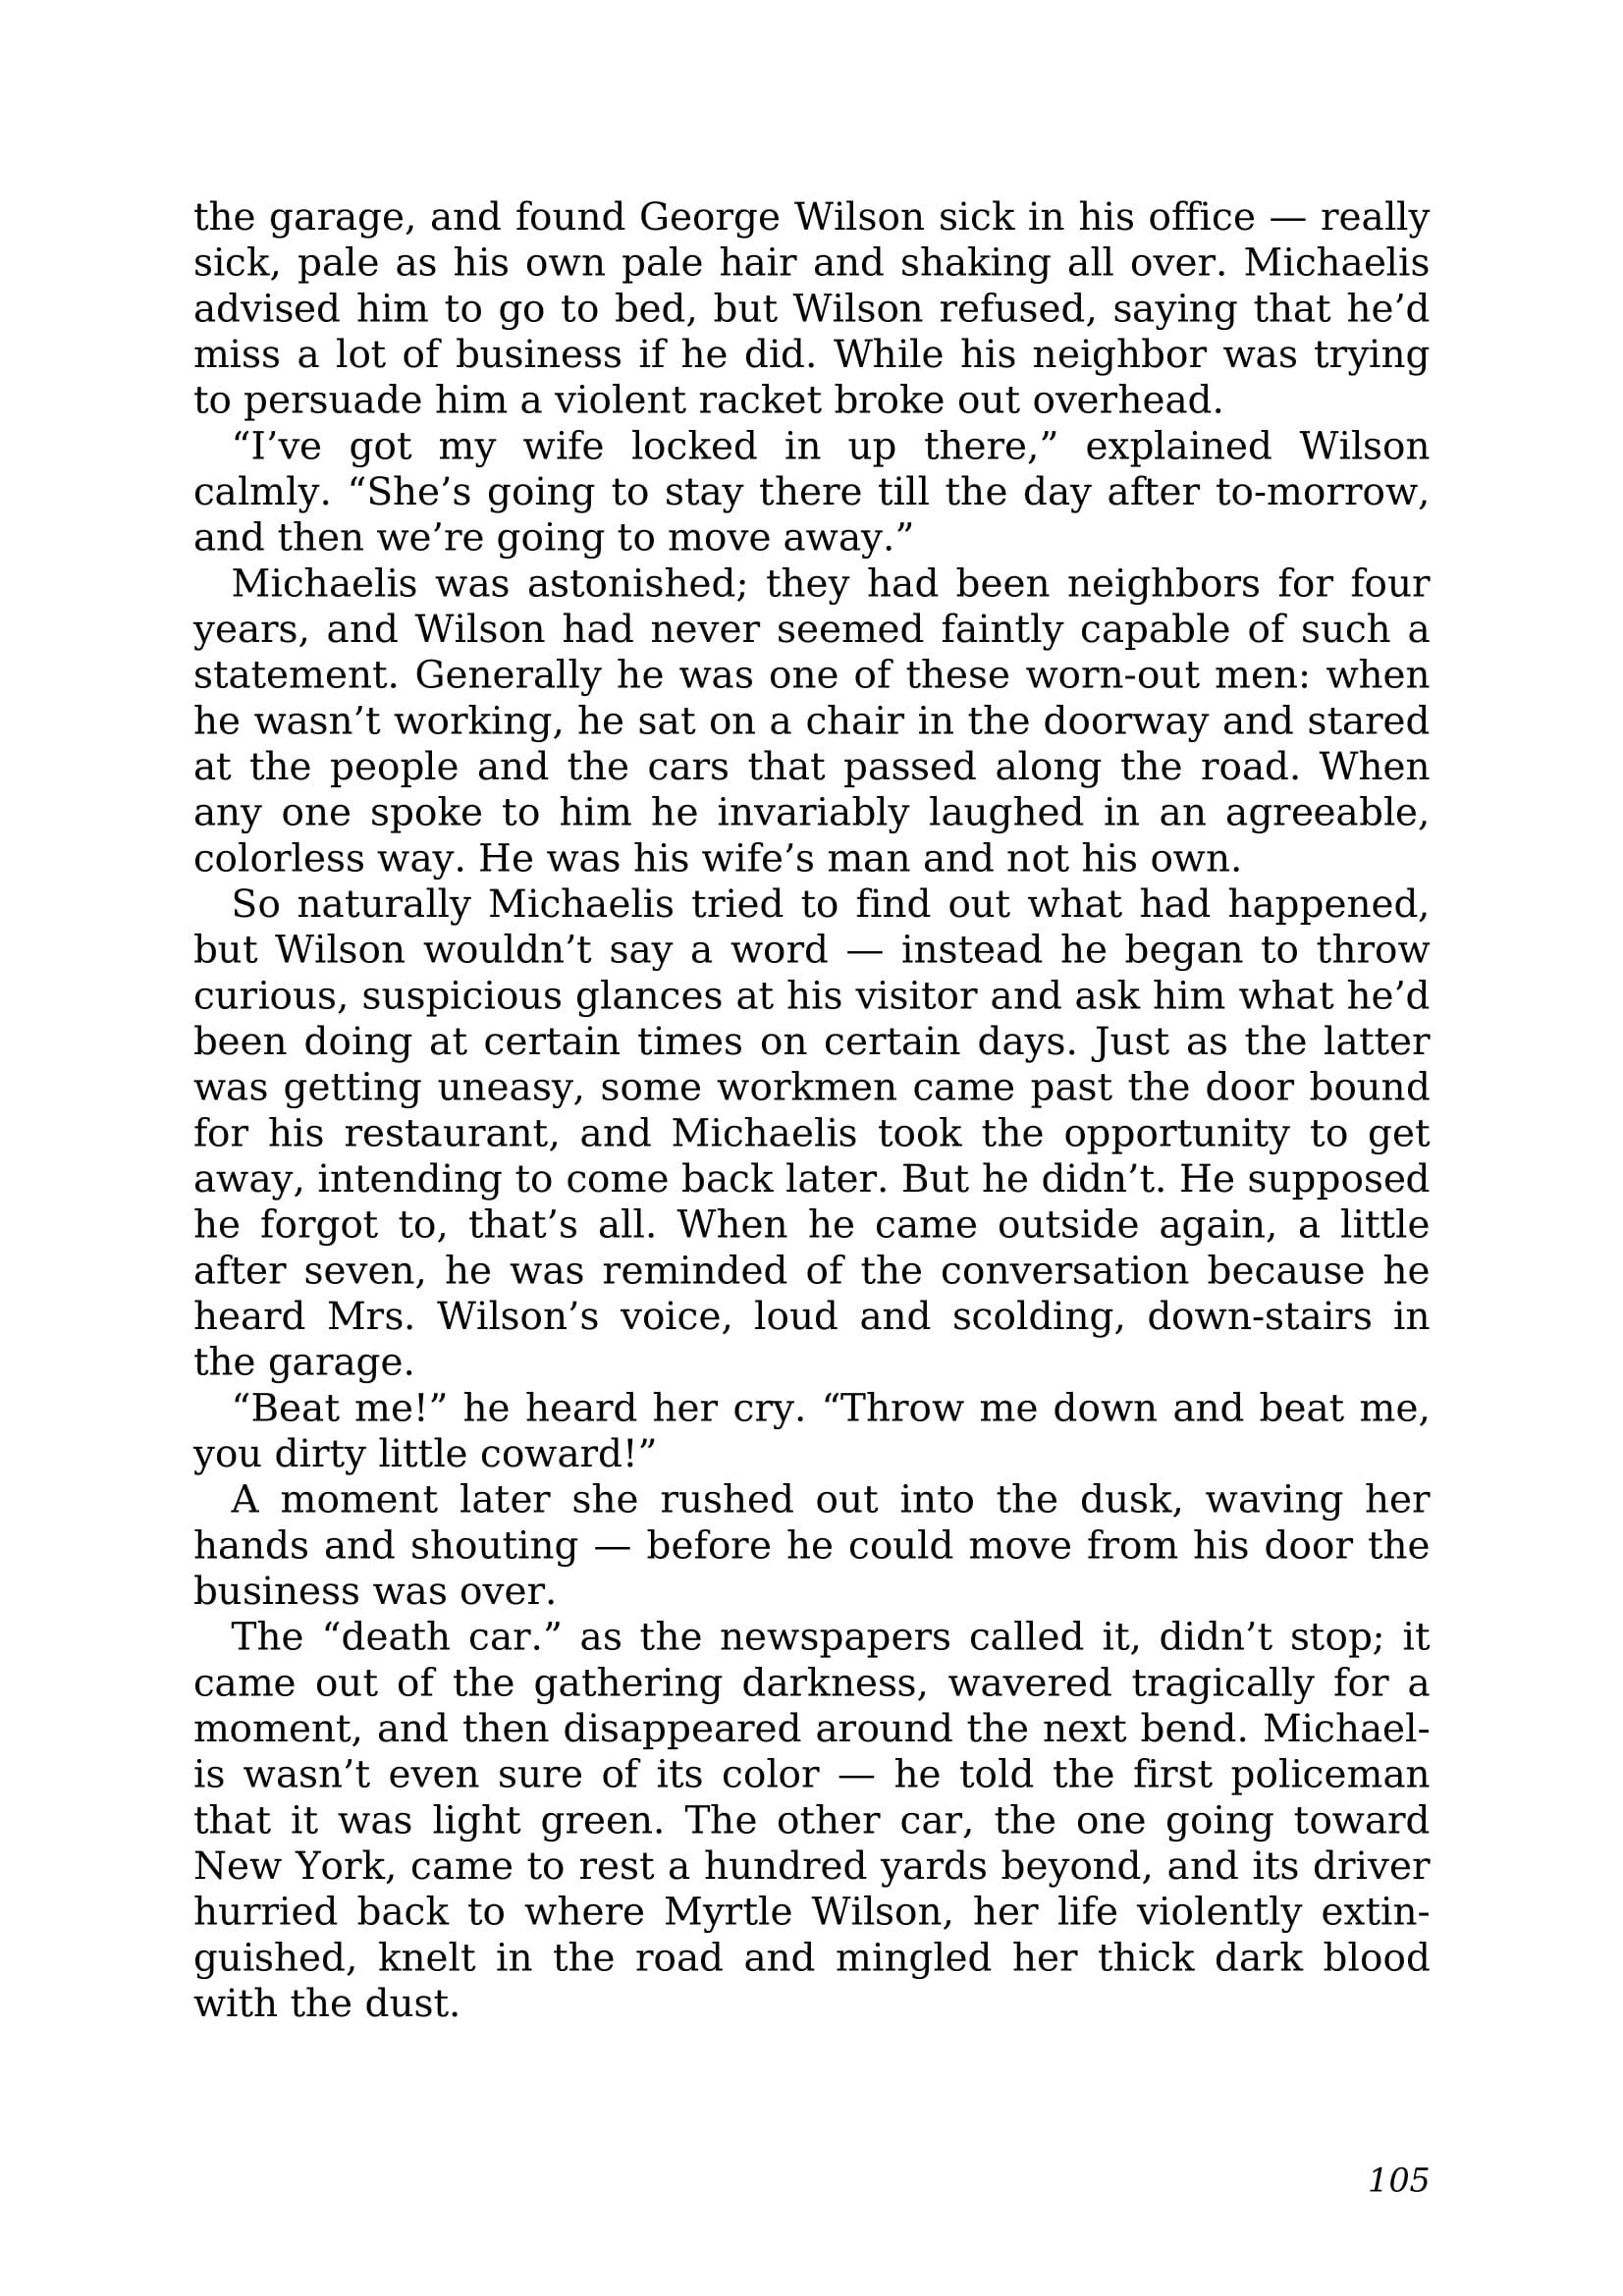 the garage, and found George Wilson sick in his office — really
sick, pale as his own pale hair and shaking all over. Michaelis
advised him to go to bed, but Wilson refused, saying that he’d
miss a lot of business if he did. While his neighbor was trying
to persuade him a violent racket broke out overhead.
“I’ve got my wife locked in up there,” explained Wilson
calmly. “She’s going to stay there till the day after to-morrow,
and then we’re going to move away.”
Michaelis was astonished; they had been neighbors for four
years, and Wilson had never seemed faintly capable of such a
statement. Generally he was one of these worn-out men: when
he wasn’t working, he sat on a chair in the doorway and stared
at the people and the cars that passed along the road. When
any one spoke to him he invariably laughed in an agreeable,
colorless way. He was his wife’s man and not his own.
So naturally Michaelis tried to find out what had happened,
but Wilson wouldn’t say a word — instead he began to throw
curious, suspicious glances at his visitor and ask him what he’d
been doing at certain times on certain days. Just as the latter
was getting uneasy, some workmen came past the door bound
for his restaurant, and Michaelis took the opportunity to get
away, intending to come back later. But he didn’t. He supposed
he forgot to, that’s all. When he came outside again, a little
after seven, he was reminded of the conversation because he
heard Mrs. Wilson’s voice, loud and scolding, down-stairs in
the garage.
“Beat me!” he heard her cry. “Throw me down and beat me,
you dirty little coward!”
A moment later she rushed out into the dusk, waving her
hands and shouting — before he could move from his door the
business was over.
The “death car.” as the newspapers called it, didn’t stop; it
came out of the gathering darkness, wavered tragically for a
moment, and then disappeared around the next bend. Michael-
is wasn’t even sure of its color — he told the first policeman
that it was light green. The other car, the one going toward
New York, came to rest a hundred yards beyond, and its driver
hurried back to where Myrtle Wilson, her life violently extin-
guished, knelt in the road and mingled her thick dark blood
with the dust.
105